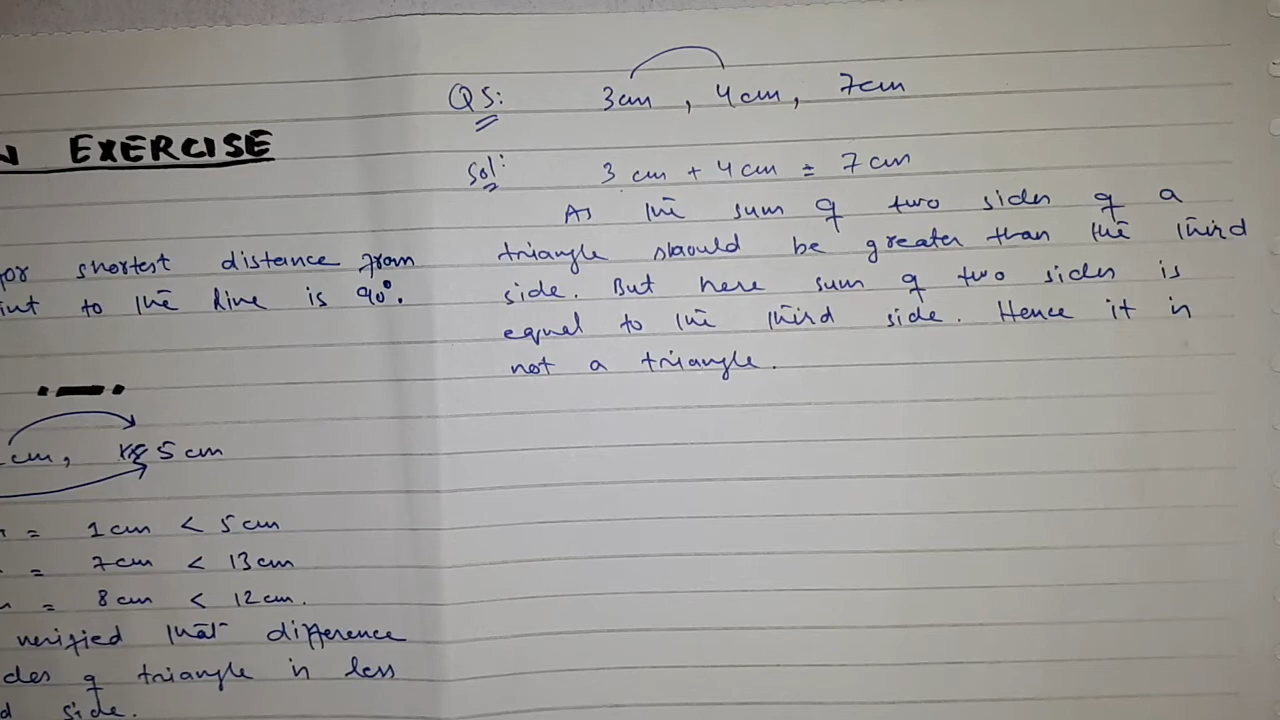 EXERCISE
shortest distance from
to the line is 90°.
cm, 5 cm
= 1cm < 5cm
= 7cm < 13cm
= 8cm < 12cm.
verified that difference
of triangle is less
side.
Q5: 3cm, 4cm, 7cm
Sol: 3cm + 4cm = 7cm
As the sum of two sides of a
triangle should be greater than the third
side. But here sum of two sides is
equal to the third side. Hence it is
not a triangle.